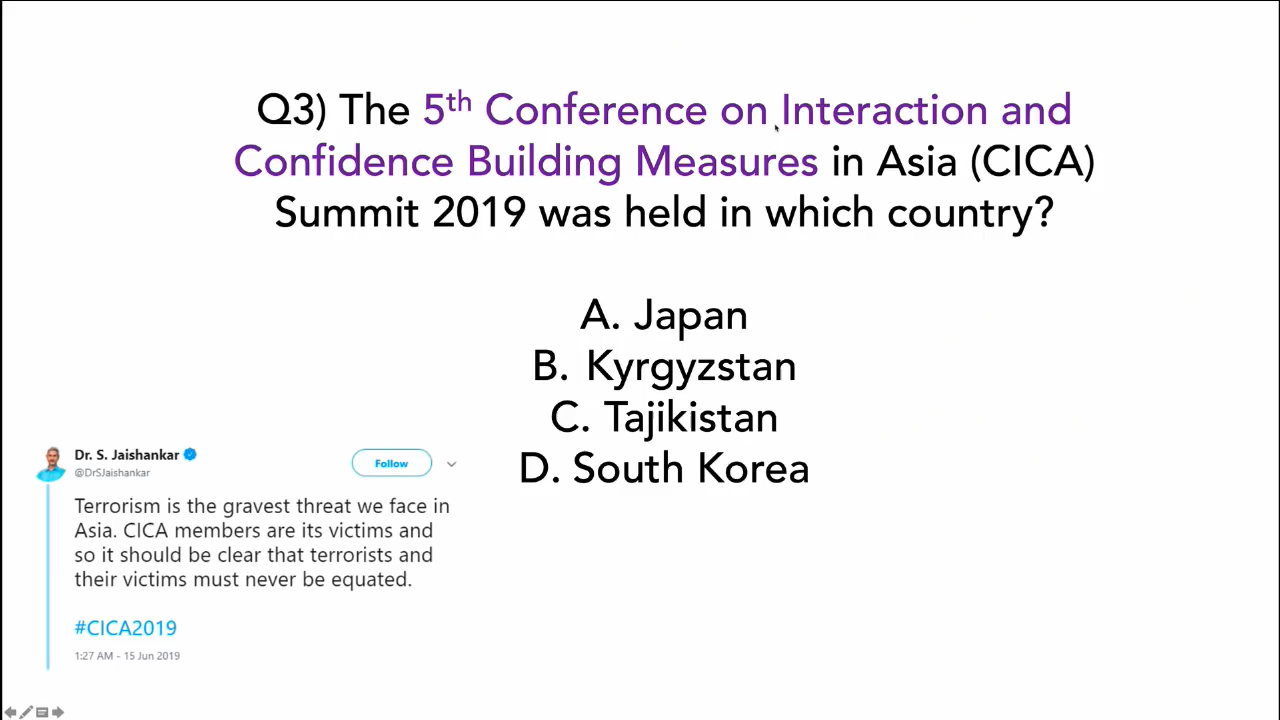 Q3) The 5th Conference on Interaction and
Confidence Building Measures in Asia (CICA)
Summit 2019 was held in which country?
A. Japan
B. Kyrgyzstan
C. Tajikistan
D. South Korea
Dr. S. Jaishankar
@DrSJaishankar
Follow
Terrorism is the gravest threat we face in
Asia. CICA members are its victims and
so it should be clear that terrorists and
their victims must never be equated.
#CICA2019
1:27 AM - 15 Jun 2019